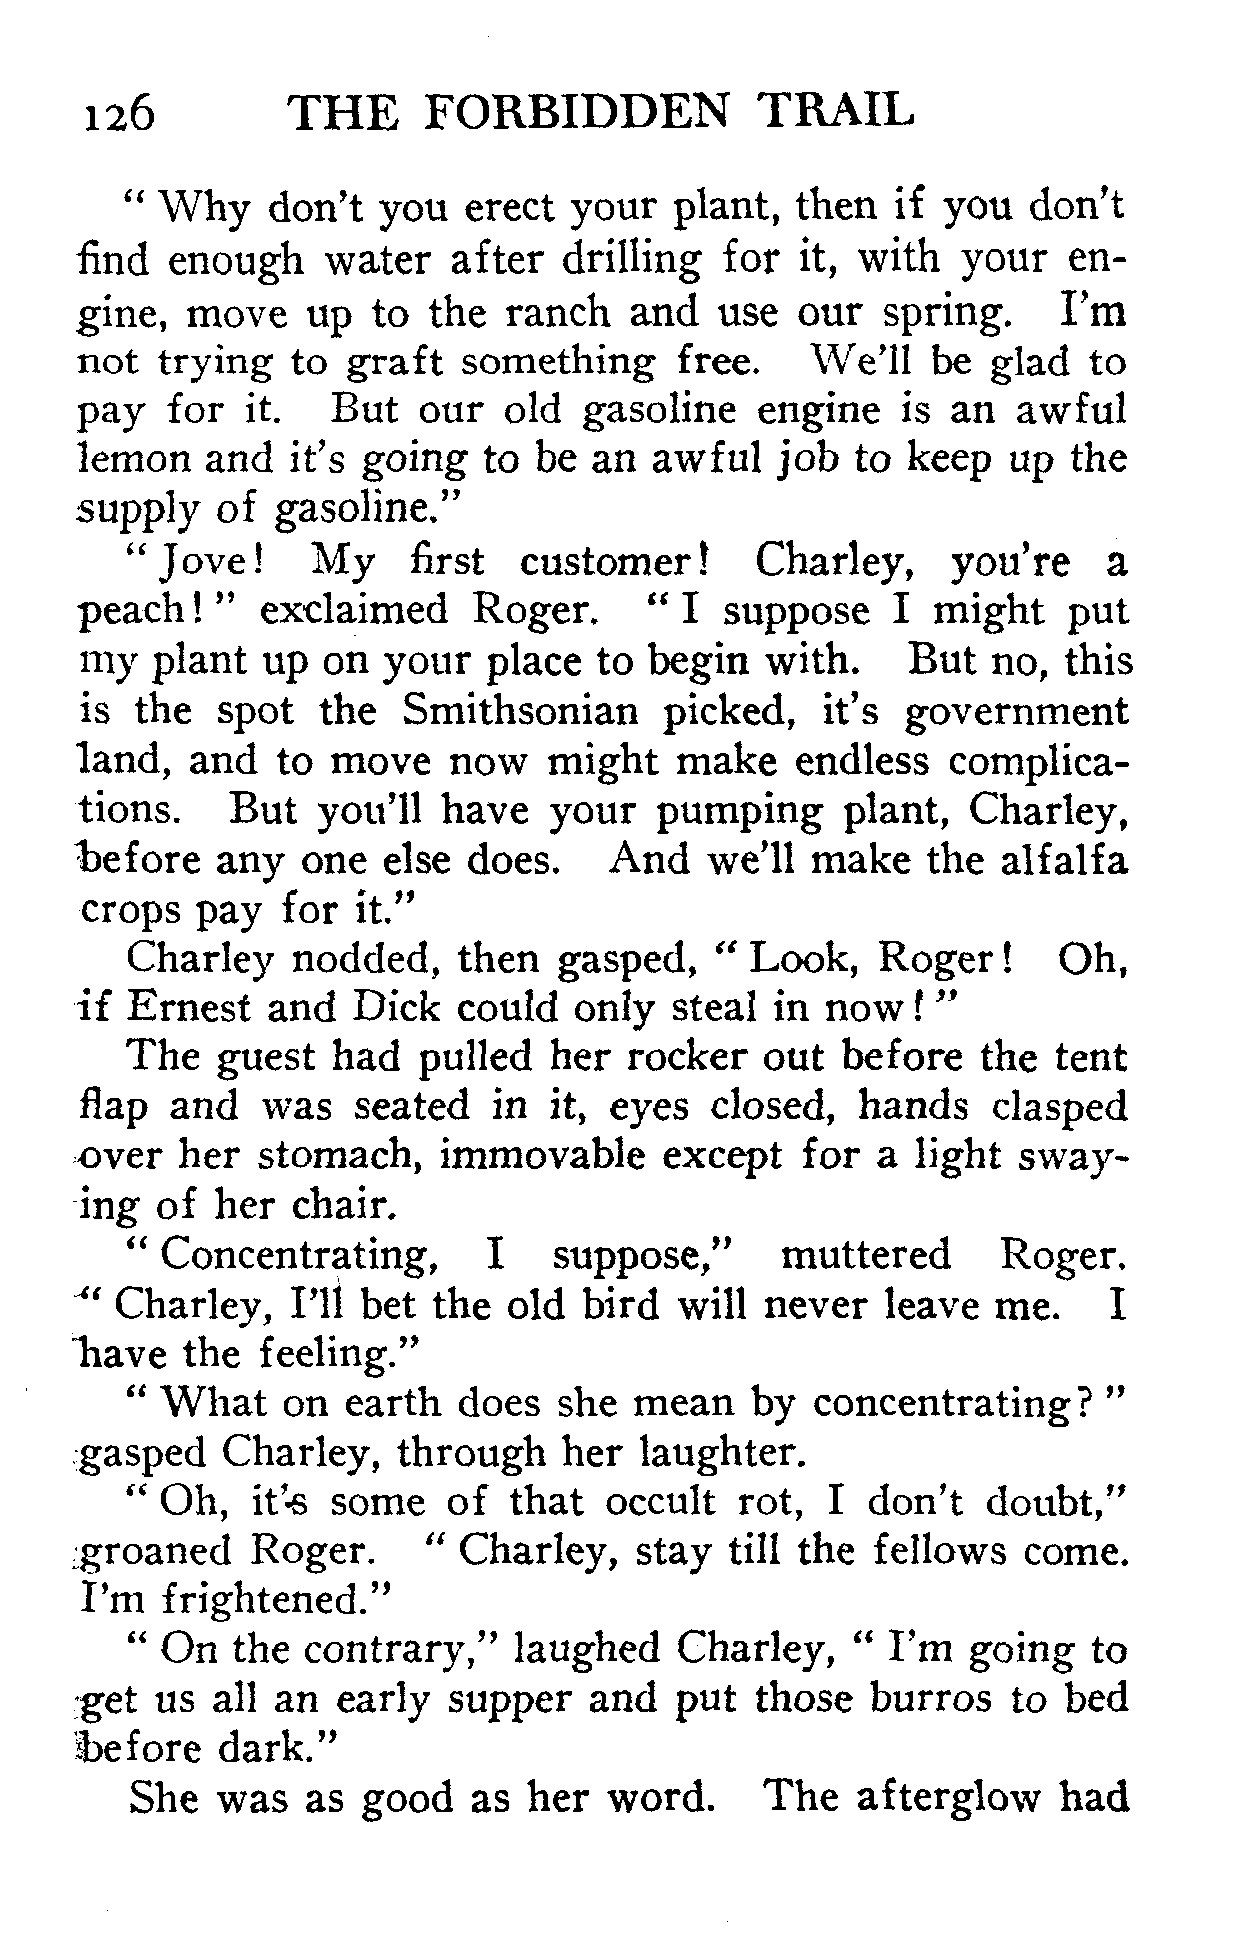 126 THE FORBIDDEN TRAIL
" Why don't you erect your plant, then if you don't
find enough water after drilling for it, with your en-
gine, move up to the ranch and use our spring. I'm
not trying to graft something free. We'll be glad to
pay for it. But our old gasoline engine is an awful
lemon and it's going to be an awful job to keep up the
supply of gasoline."
" Jove! My first customer! Charley, you're a
peach! " exclaimed Roger. " I suppose I might put
my plant up on your place to begin with. But no, this
is the spot the Smithsonian picked, it's government
land, and to move now might make endless complica-
tions. But you'll have your pumping plant, Charley,
before any one else does. And we'll make the alfalfa
crops pay for it."
Charley nodded, then gasped, " Look, Roger! Oh,
if Ernest and Dick could only steal in now! "
The guest had pulled her rocker out before the tent
flap and was seated in it, eyes closed, hands clasped
over her stomach, immovable except for a light sway-
ing of her chair.
" Concentrating, I suppose," muttered Roger.
" Charley, I'll bet the old bird will never leave me. I
have the feeling."
" What on earth does she mean by concentrating? "
gasped Charley, through her laughter.
" Oh, it's some of that occult rot, I don't doubt,"
groaned Roger. " Charley, stay till the fellows come.
I'm frightened."
" On the contrary," laughed Charley, " I'm going to
get us all an early supper and put those burros to bed
before dark."
She was as good as her word. The afterglow had